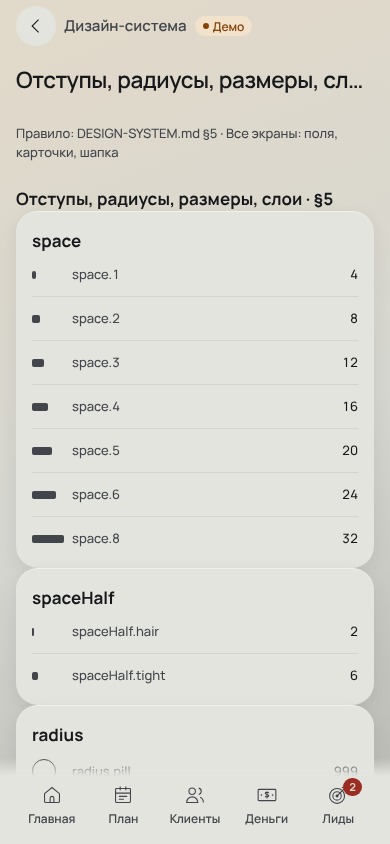 Дизайн-система
Демо
Отступы, радиусы, размеры, сл...
Правило: DESIGN-SYSTEM.md §5 · Все экраны: поля,
карточки, шапка
Отступы, радиусы, размеры, слои · §5
space
space.1 4
space.2 8
space.3 12
space.4 16
space.5 20
space.6 24
space.8 32
spaceHalf
spaceHalf.hair 2
spaceHalf.tight 6
radius
radius.pill 999
2
Главная План Клиенты Деньги Лиды